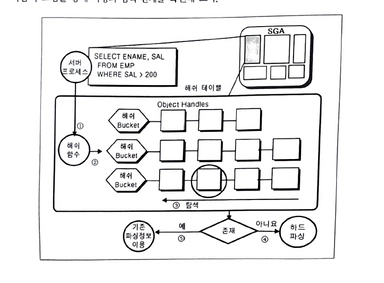 SGA
서버
프로세스
SELECT ENAME, SAL
FROM EMP
WHERE SAL > 200
해쉬 테이블
Object Handles
①
해쉬
Bucket
해쉬
함수
②
해쉬
Bucket
해쉬
Bucket
③ 탐색
기존
파싱정보
이용
예
⑤
존재
아니요
④
하드
파싱